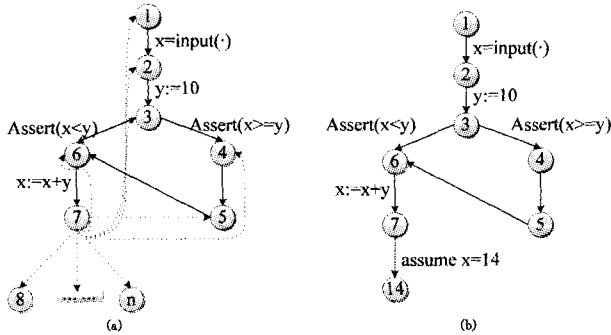 1
x=input(·)
2
y:=10
3
Assert(x<y)
Assert(x>=y)
6
4
x:=x+y
7
5
8
n
(a)
1
x=input(·)
2
y:=10
3
Assert(x<y)
Assert(x>=y)
6
4
x:=x+y
7
5
assume x=14
14
(b)